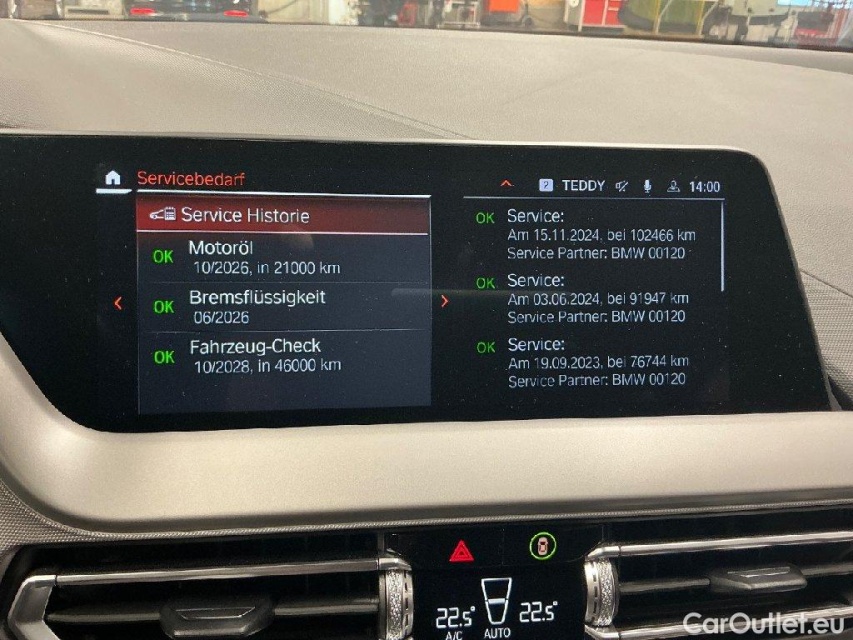 Servicebedarf
TEDDY 14:00
Service Historie
OK Motoröl
10/2026, in 21000 km
OK Bremsflüssigkeit
06/2026
OK Fahrzeug-Check
10/2028, in 46000 km
OK Service:
Am 15.11.2024, bei 102466 km
Service Partner: BMW 00120
OK Service:
Am 03.06.2024, bei 91947 km
Service Partner: BMW 00120
OK Service:
Am 19.09.2023, bei 76744 km
Service Partner: BMW 00120
22.5° 22.5°
A/C AUTO
CarOutlet.eu